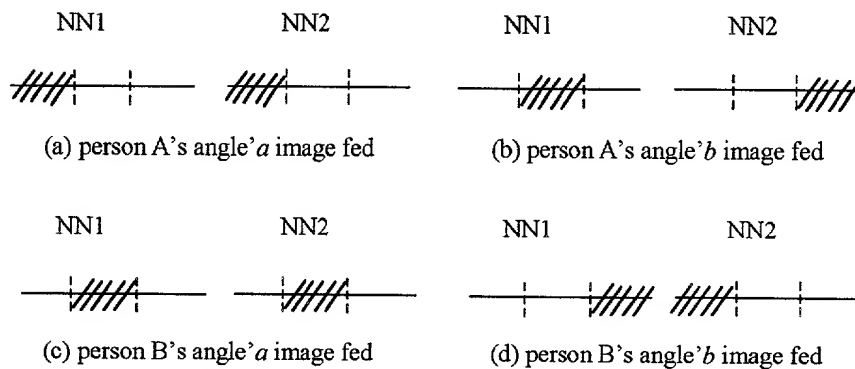 NN1 NN2 NN1 NN2
(a) person A's angle'a image fed (b) person A's angle'b image fed
NN1 NN2 NN1 NN2
(c) person B's angle'a image fed (d) person B's angle'b image fed